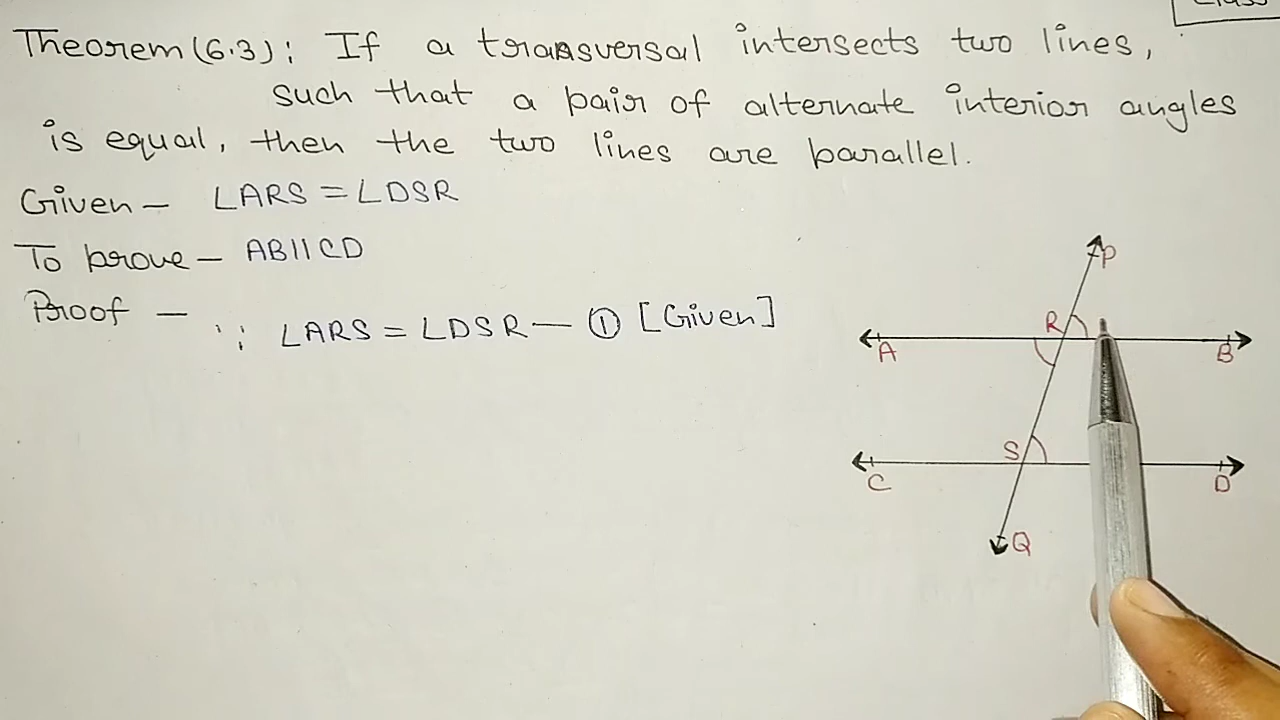 Theorem (6.3): If a transversal intersects two lines,
such that a pair of alternate interior angles
is equal, then the two lines are parallel.
Given – ∠ARS = ∠DSR
To prove – AB||CD
Proof –
∵ ∠ARS = ∠DSR — ① [Given]
P
R
A
B
S
C
D
Q